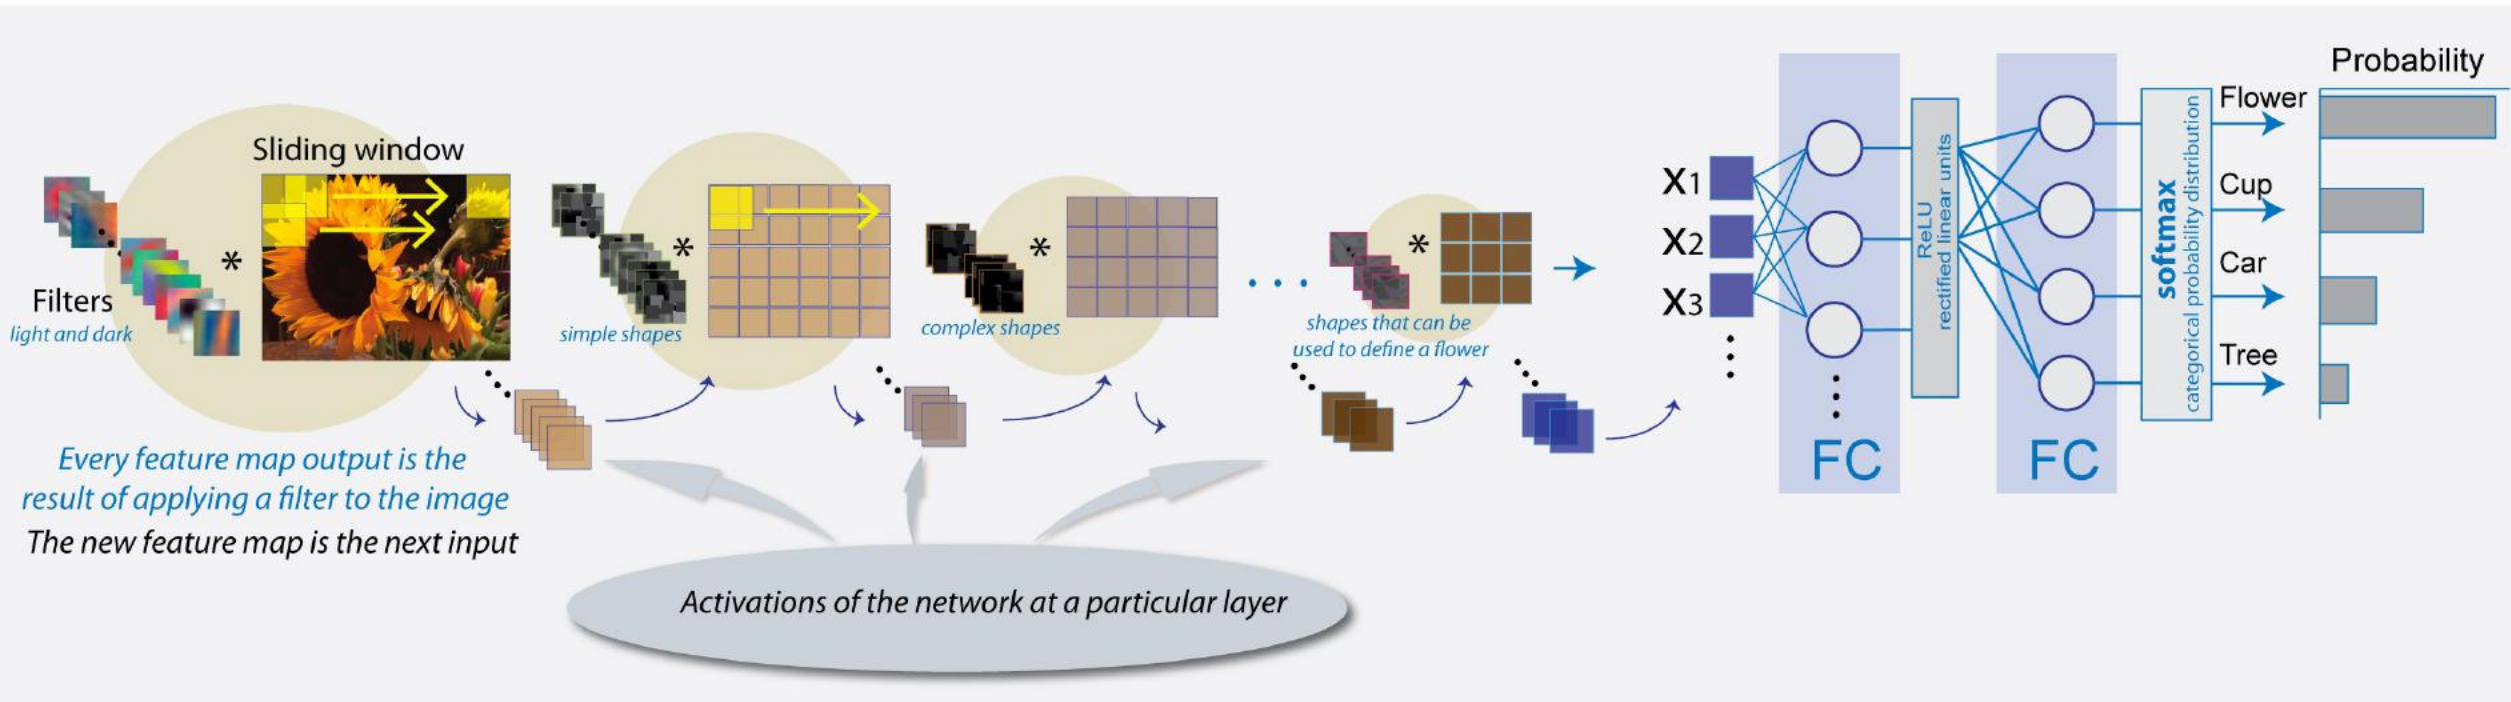 Sliding window
Filters
light and dark
*
simple shapes
*
complex shapes
*
shapes that can be
used to define a flower
*
X1
X2
X3
FC
ReLU
rectified linear units
FC
softmax
categorical probability distribution
Probability
Flower
Cup
Car
Tree
Every feature map output is the
result of applying a filter to the image
The new feature map is the next input
Activations of the network at a particular layer